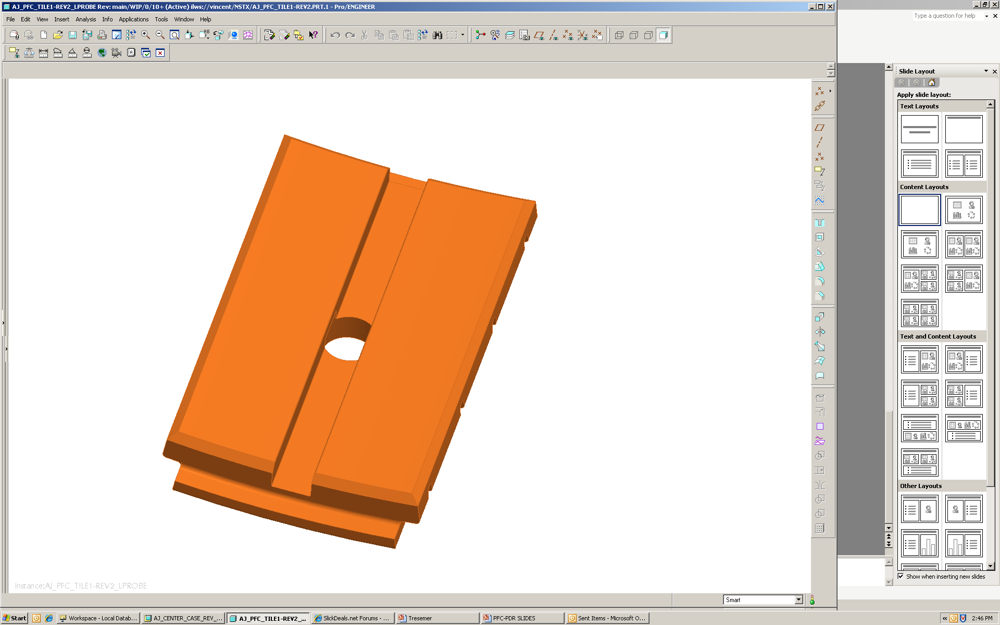 AJ_PFC_TILE1-REV2_LPROBE Rev: main/WIP/0/10+ (Active) ilws://vincent/NSTX/AJ_PFC_TILE1-REV2.PRT.1 - Pro/ENGINEER
File Edit View Insert Analysis Info Applications Tools Window Help
Type a question for help
Slide Layout
Apply slide layout:
Text Layouts
Content Layouts
Text and Content Layouts
Other Layouts
Show when inserting new slides
Instance:AJ_PFC_TILE1-REV2_LPROBE
Smart
Start
Workspace - Local Datab...
AJ_CENTER_CASE_REV_...
AJ_PFC_TILE1-REV2_...
SlickDeals.net Forums - ...
Tresemer
PFC-PDR SLIDES
Sent Items - Microsoft O...
2:46 PM